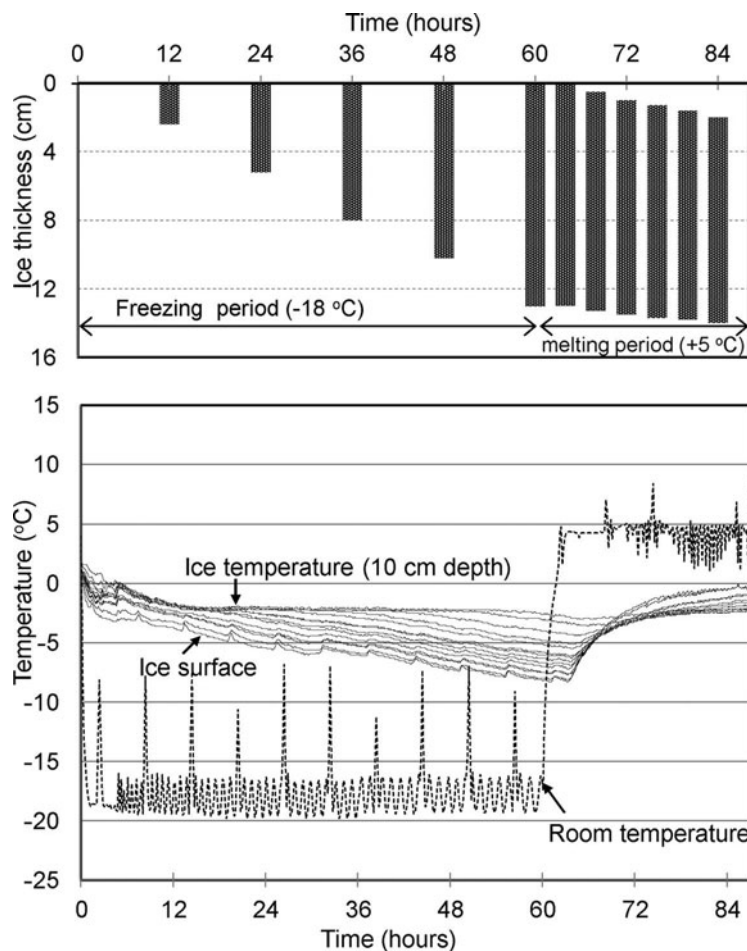 Time (hours)
0 12 24 36 48 60 72 84
Ice thickness (cm)
0
4
8
12
16
Freezing period (-18 °C)
melting period (+5 °C)
Temperature (°C)
15
10
5
0
-5
-10
-15
-20
-25
Ice temperature (10 cm depth)
Ice surface
Room temperature
0 12 24 36 48 60 72 84
Time (hours)